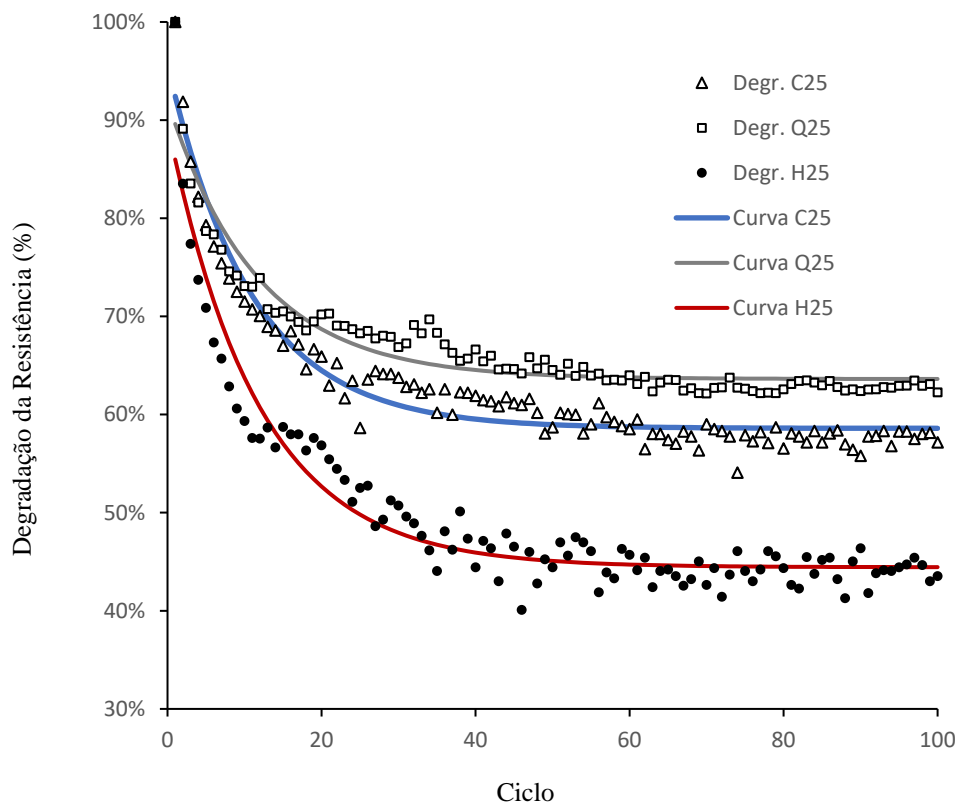 100%
90%
80%
70%
60%
50%
40%
30%
Degradação da Resistência (%)
Degr. C25
Degr. Q25
Degr. H25
Curva C25
Curva Q25
Curva H25
0 20 40 60 80 100
Ciclo